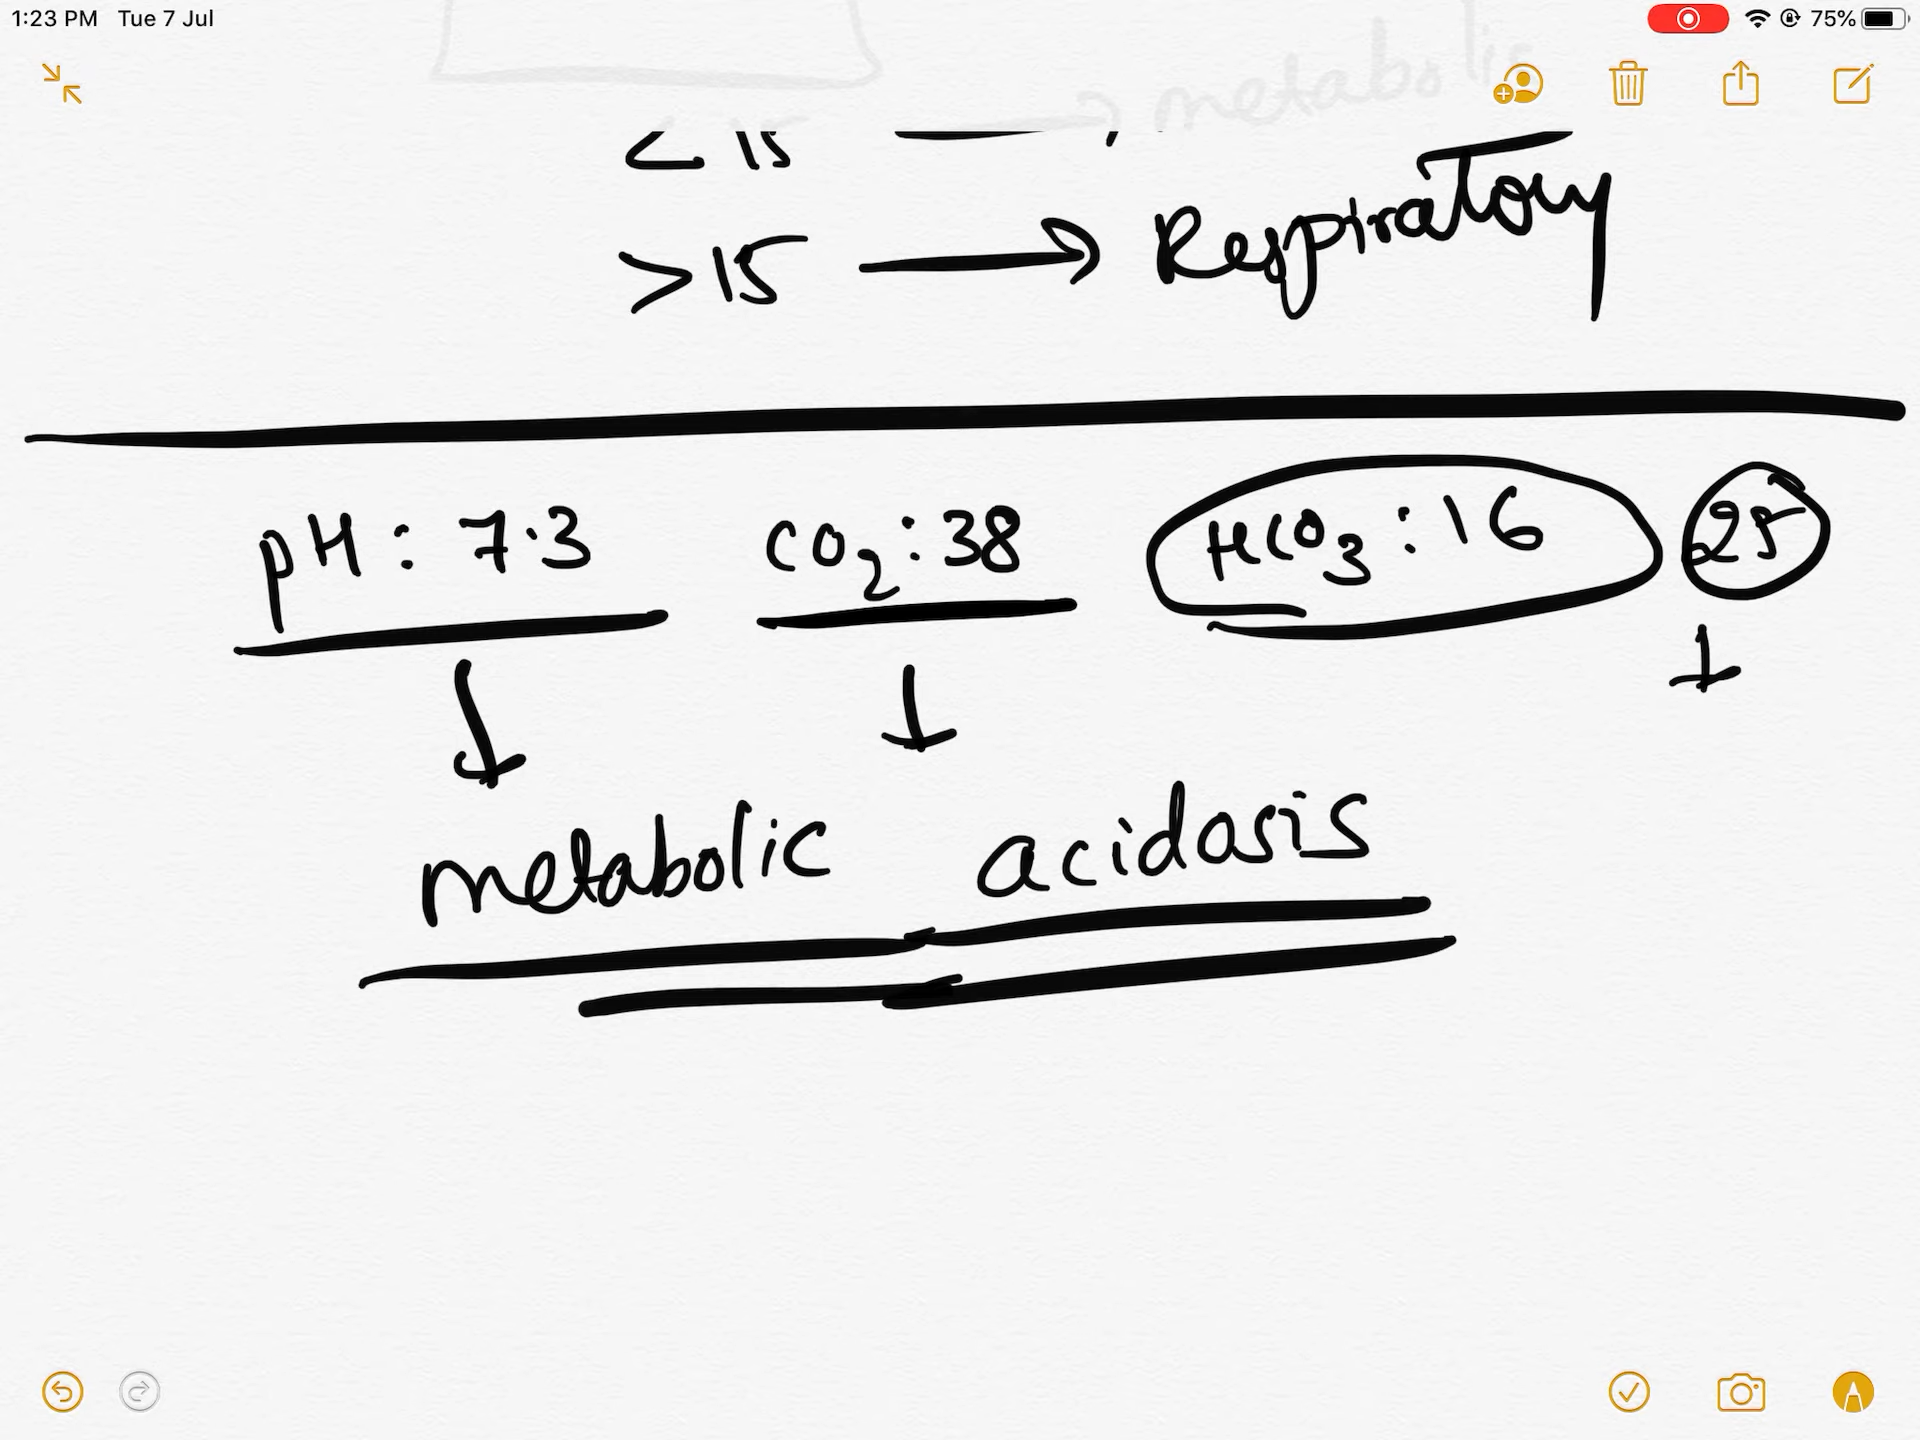 1:23 PM Tue 7 Jul 75%
metabolic
< 15
> 15 → Respiratory
pH : 7.3 CO₂ : 38 HCO₃ : 16 25
metabolic acidosis